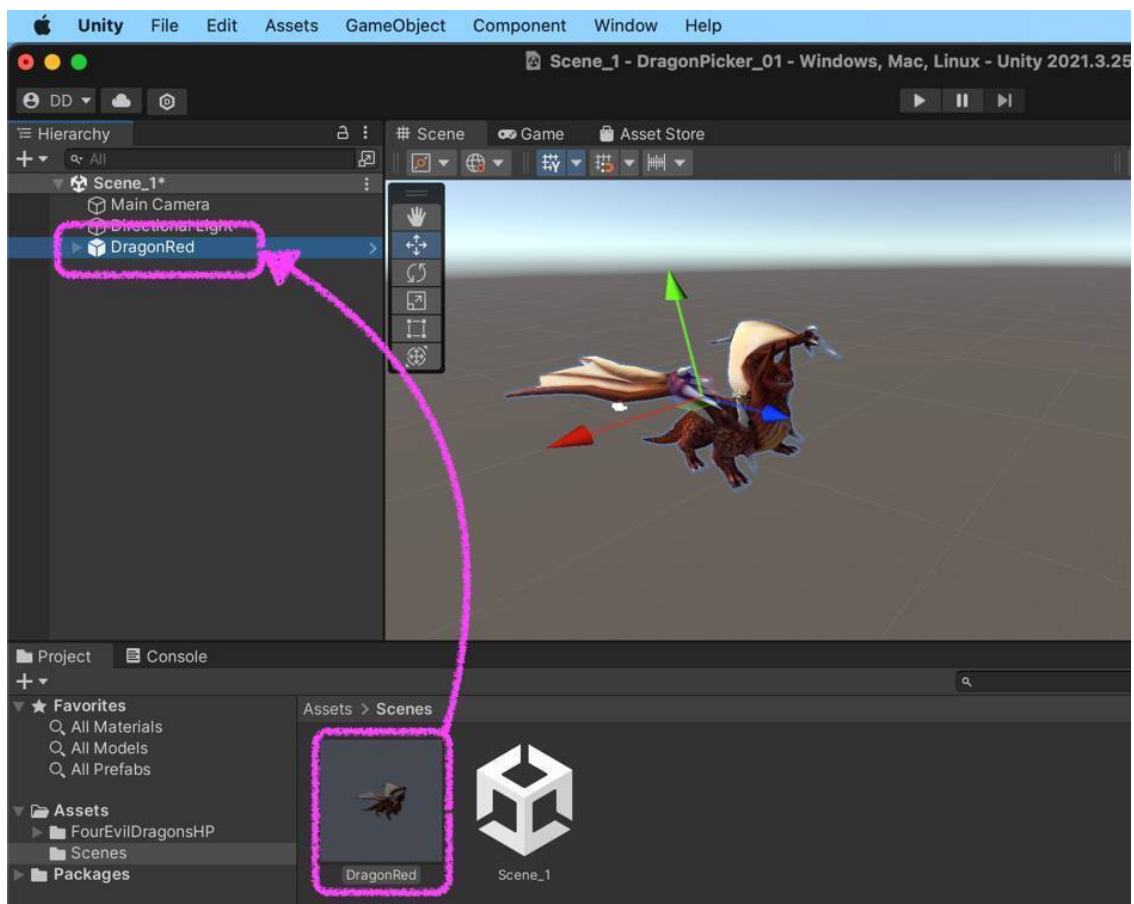 Unity File Edit Assets GameObject Component Window Help
Scene_1 - DragonPicker_01 - Windows, Mac, Linux - Unity 2021.3.25
DD
Hierarchy
Scene Game Asset Store
All
Scene_1*
Main Camera
Directional Light
DragonRed
Project Console
Favorites
All Materials
All Models
All Prefabs
Assets
FourEvilDragonsHP
Scenes
Packages
Assets > Scenes
DragonRed
Scene_1